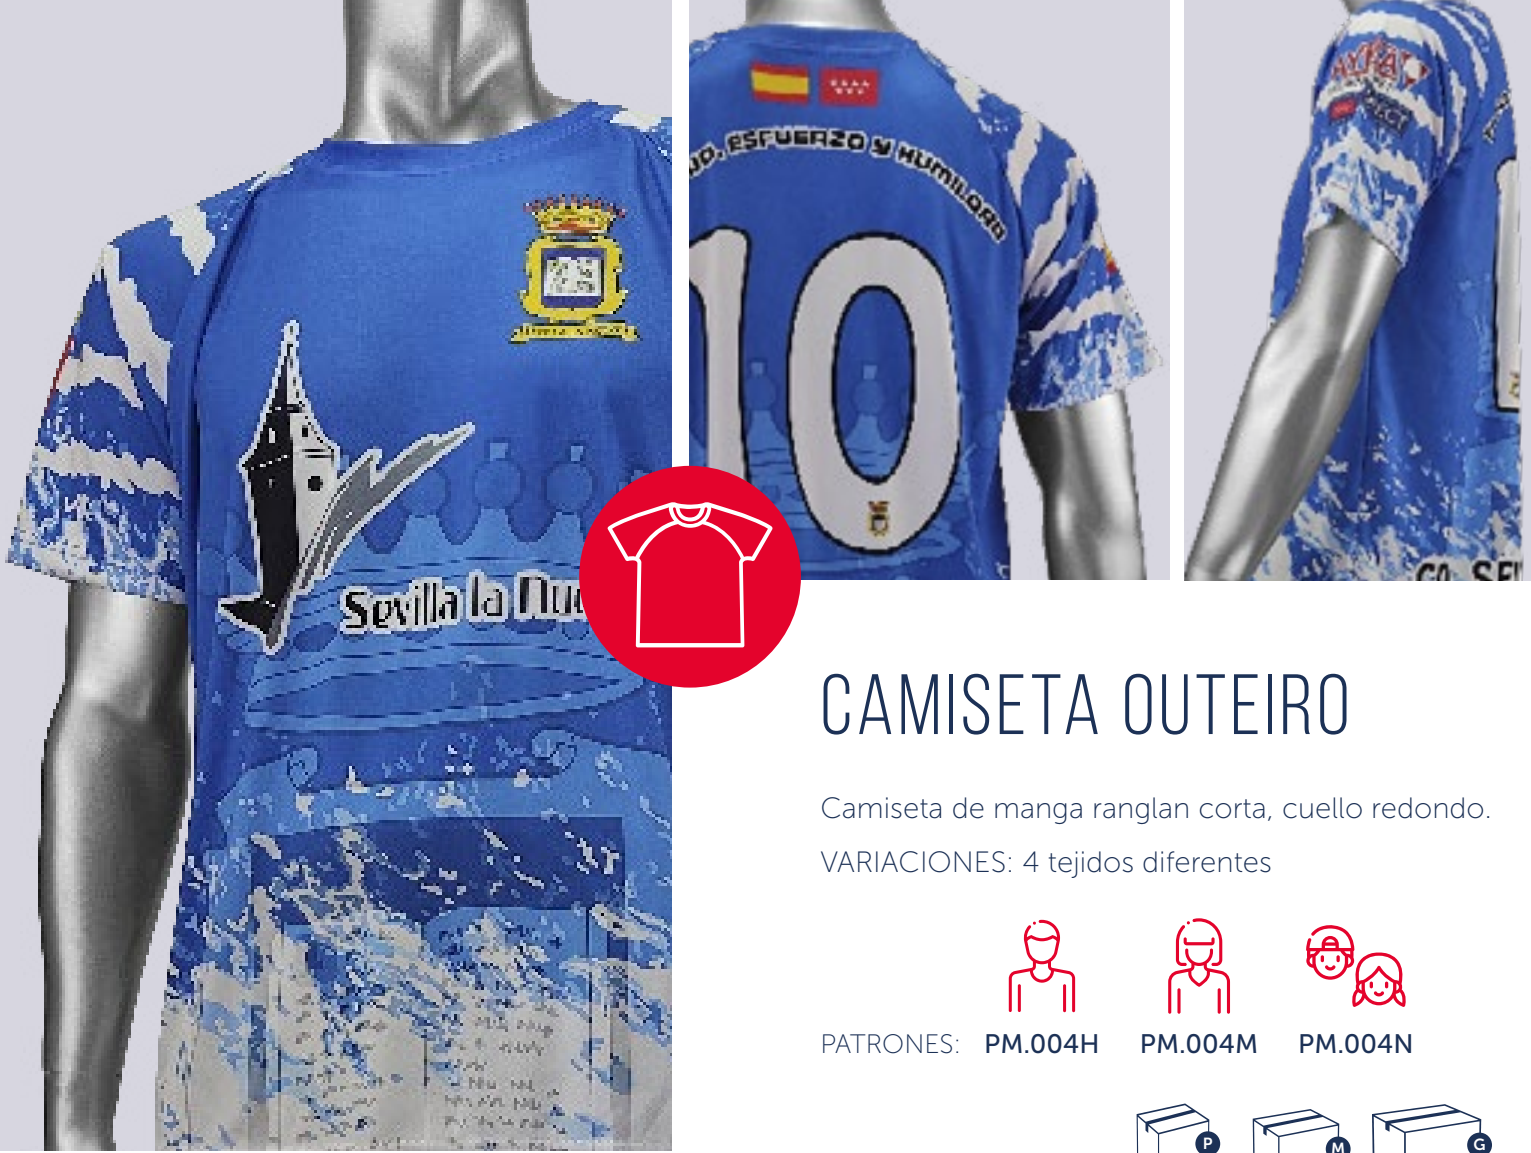 ESFUERZO Y HUMILDAD
10
Sevilla la Nue
CAMISETA OUTEIRO
Camiseta de manga ranglan corta, cuello redondo.
VARIACIONES: 4 tejidos diferentes
PATRONES: PM.004H PM.004M PM.004N
P M G